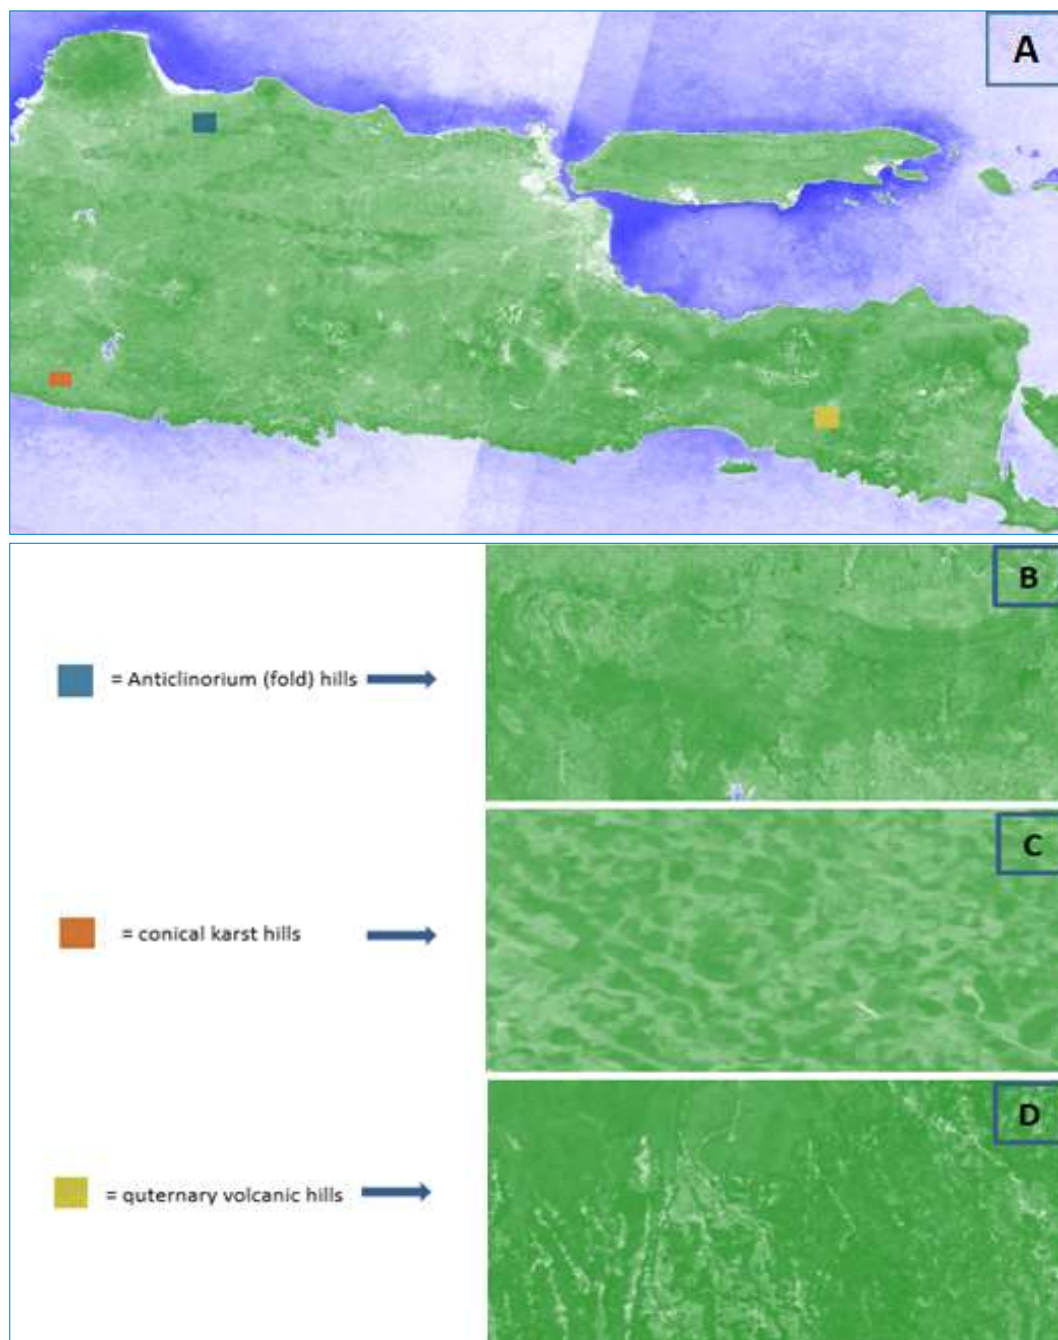 A
B
= Anticlinorium (fold) hills
C
= conical karst hills
D
= quternary volcanic hills